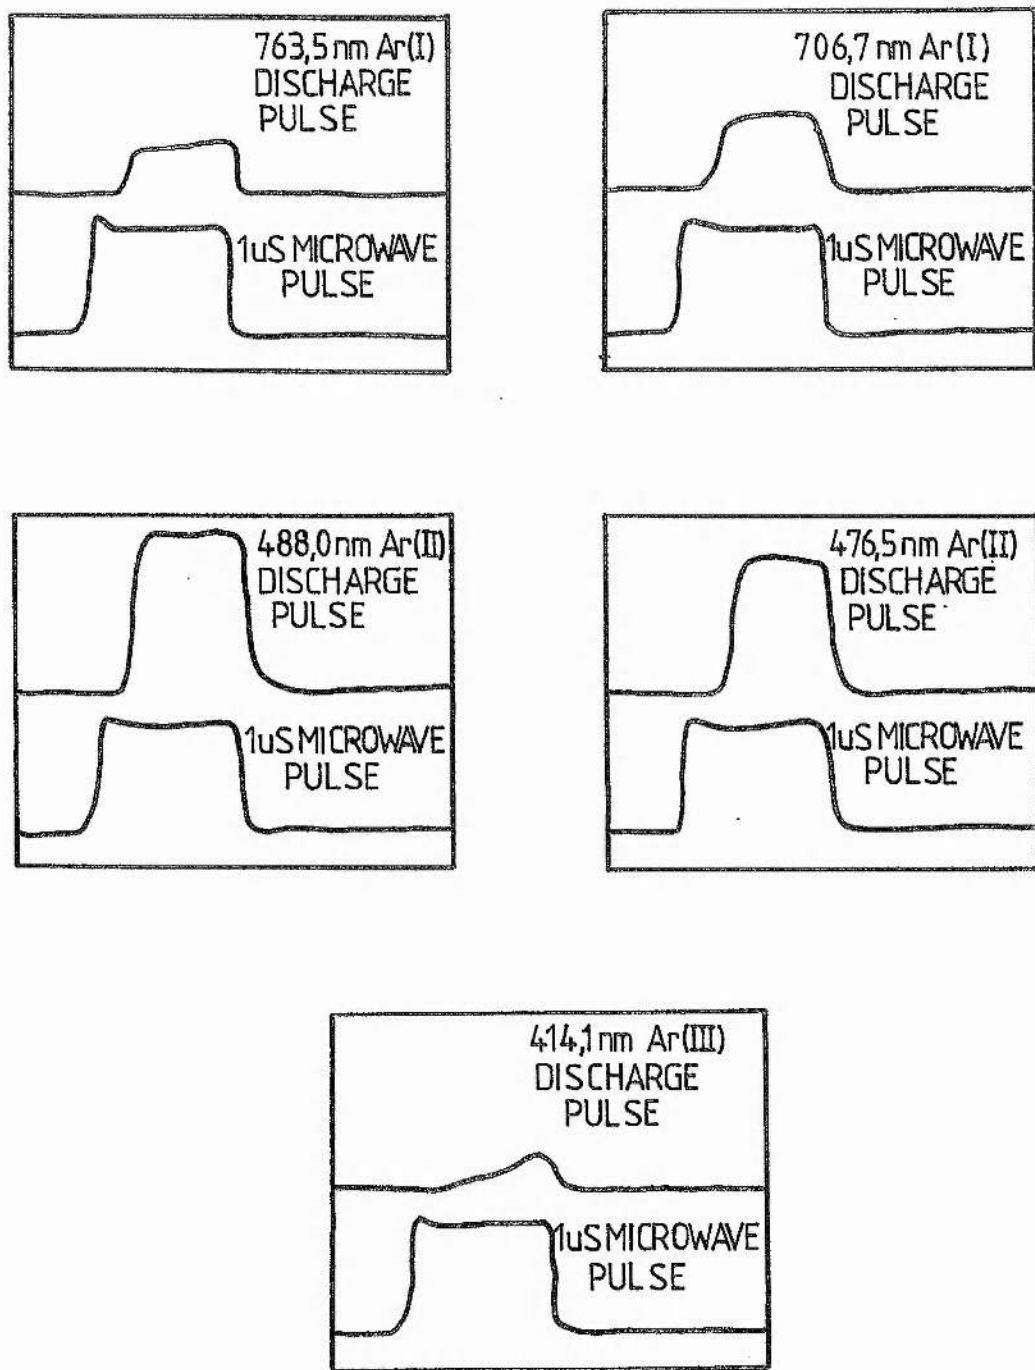 763,5 nm Ar(I)
DISCHARGE
PULSE
1uS MICROWAVE
PULSE
706,7 nm Ar(I)
DISCHARGE
PULSE
1uS MICROWAVE
PULSE
488,0 nm Ar(II)
DISCHARGE
PULSE
1uS MICROWAVE
PULSE
476,5 nm Ar(II)
DISCHARGE
PULSE
1uS MICROWAVE
PULSE
414,1 nm Ar(III)
DISCHARGE
PULSE
1uS MICROWAVE
PULSE